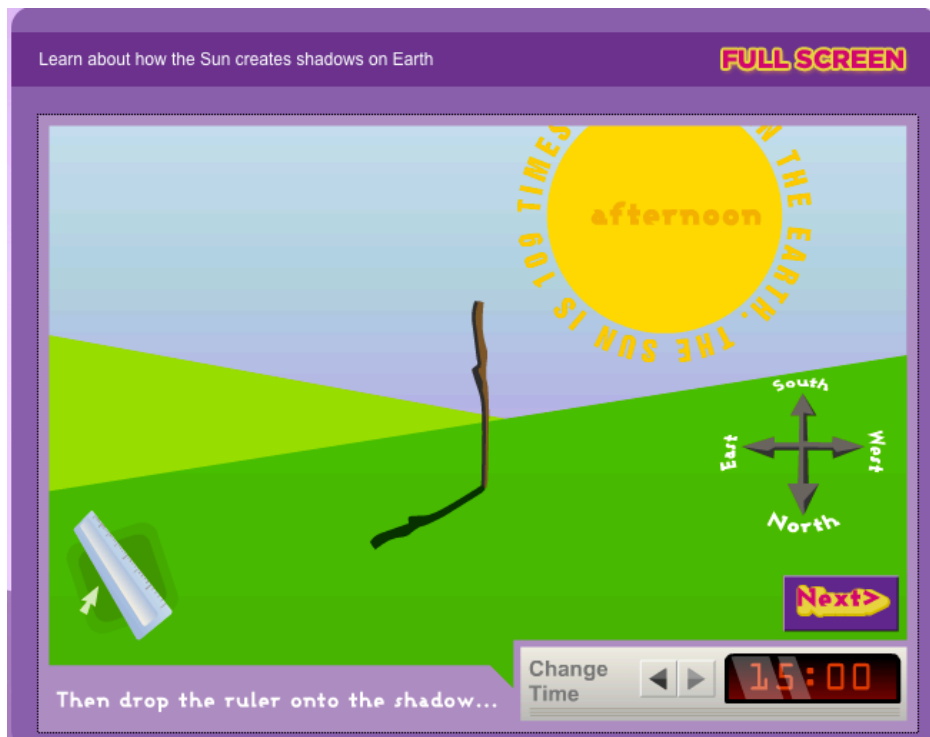 Learn about how the Sun creates shadows on Earth
FULL SCREEN
N THE EARTH. THE SUN IS 109 TIMES
afternoon
South
East
West
North
Next>
Change
Time
15:00
Then drop the ruler onto the shadow...